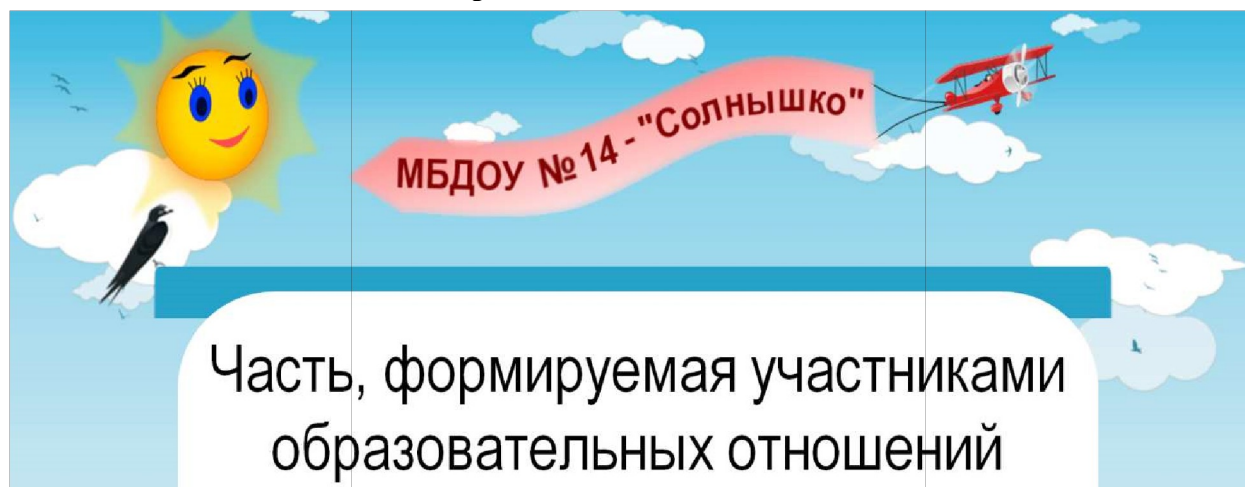 МБДОУ №14 - "Солнышко"
Часть, формируемая участниками
образовательных отношений